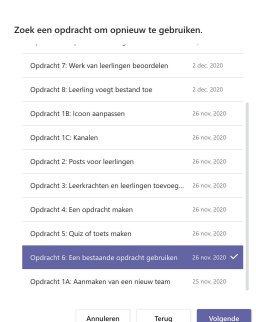 Zoek een opdracht om opnieuw te gebruiken.
Opdracht 7: Werk van leerlingen beoordelen 2 dec. 2020
Opdracht 8: Leerling voegt bestand toe 2 dec. 2020
Opdracht 1B: Icoon aanpassen 26 nov. 2020
Opdracht 1C: Kanalen 26 nov. 2020
Opdracht 2: Posts voor leerlingen 26 nov. 2020
Opdracht 3: Leerkrachten en leerlingen toevoeg... 26 nov. 2020
Opdracht 4: Een opdracht maken 26 nov. 2020
Opdracht 5: Quiz of toets maken 26 nov. 2020
Opdracht 6: Een bestaande opdracht gebruiken 26 nov. 2020
Opdracht 1A: Aanmaken van een nieuw team 25 nov. 2020
Annuleren Terug Volgende